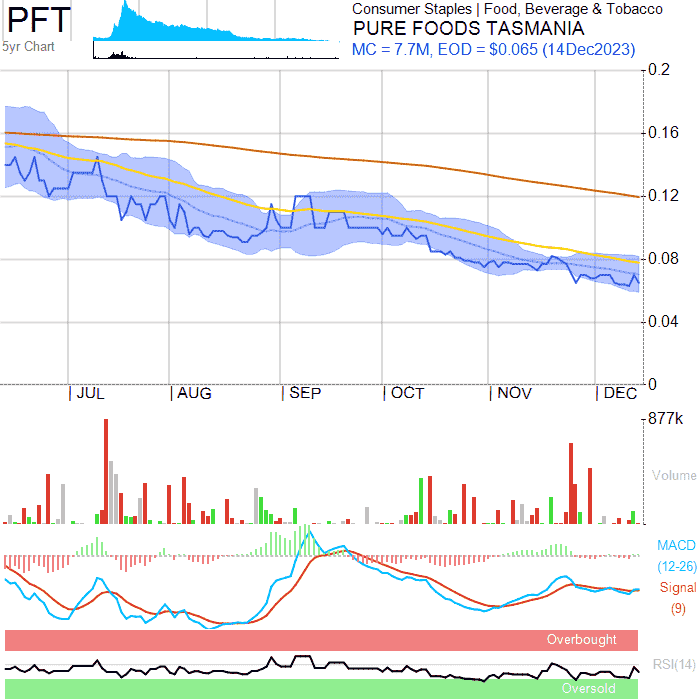 PFT
5yr Chart
Consumer Staples | Food, Beverage & Tobacco
PURE FOODS TASMANIA
MC = 7.7M, EOD = $0.065 (14Dec2023)
0.2
0.16
0.12
0.08
0.04
0
| JUL | AUG | SEP | OCT | NOV | DEC
877k
Volume
MACD
(12-26)
Signal
(9)
Overbought
RSI(14)
Oversold